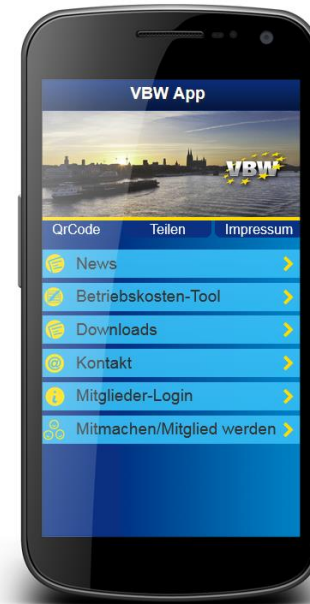 VBW App
VBW
QrCode Teilen Impressum
News
Betriebskosten-Tool
Downloads
@ Kontakt
i Mitglieder-Login
Mitmachen/Mitglied werden